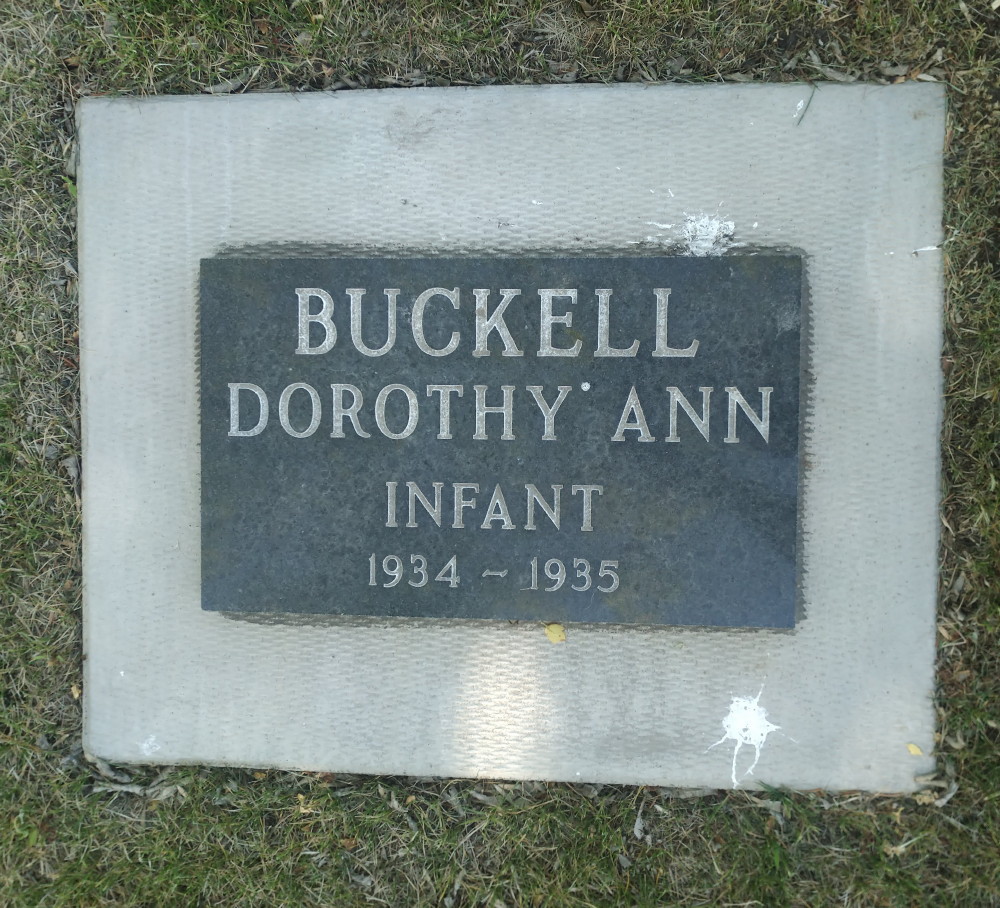 BUCKELL
DOROTHY ANN
INFANT
1934 ~ 1935